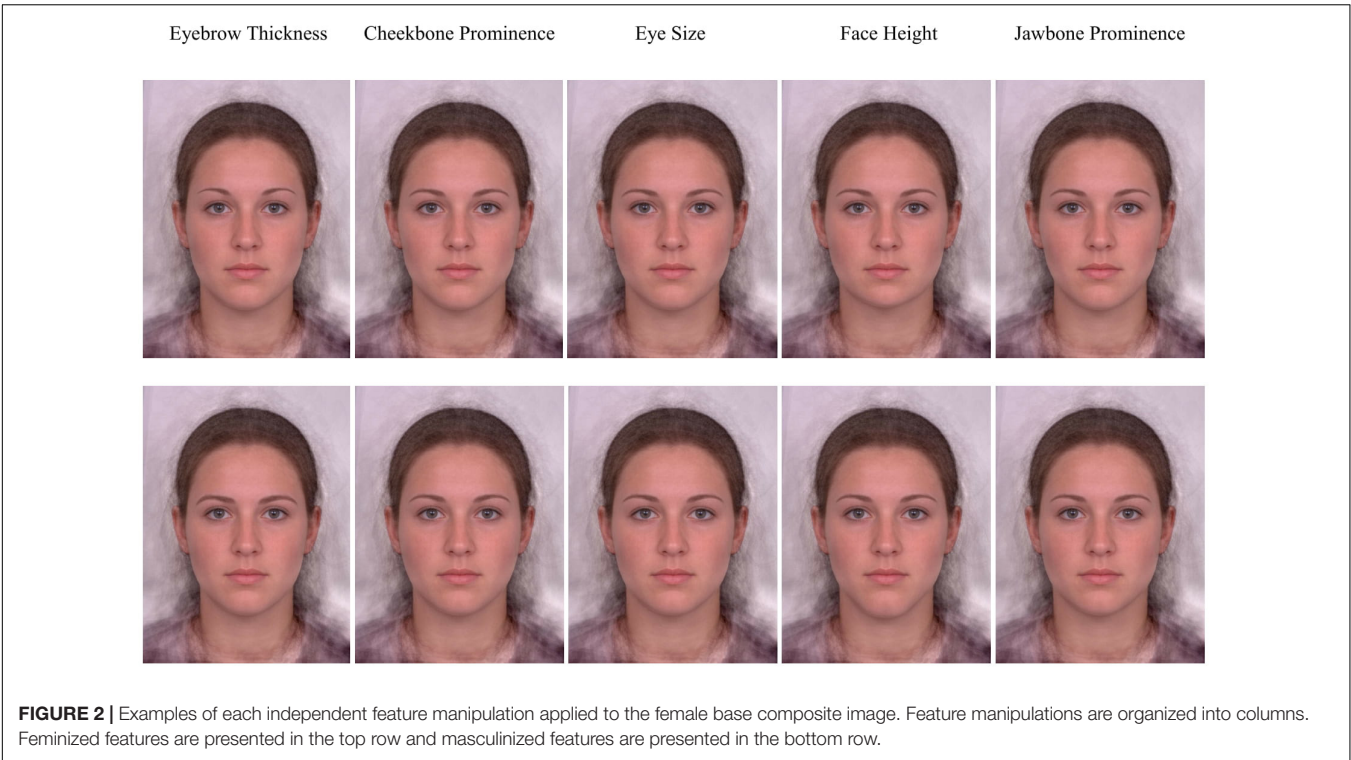 Eyebrow Thickness Cheekbone Prominence Eye Size Face Height Jawbone Prominence
FIGURE 2 | Examples of each independent feature manipulation applied to the female base composite image. Feature manipulations are organized into columns.
Feminized features are presented in the top row and masculinized features are presented in the bottom row.